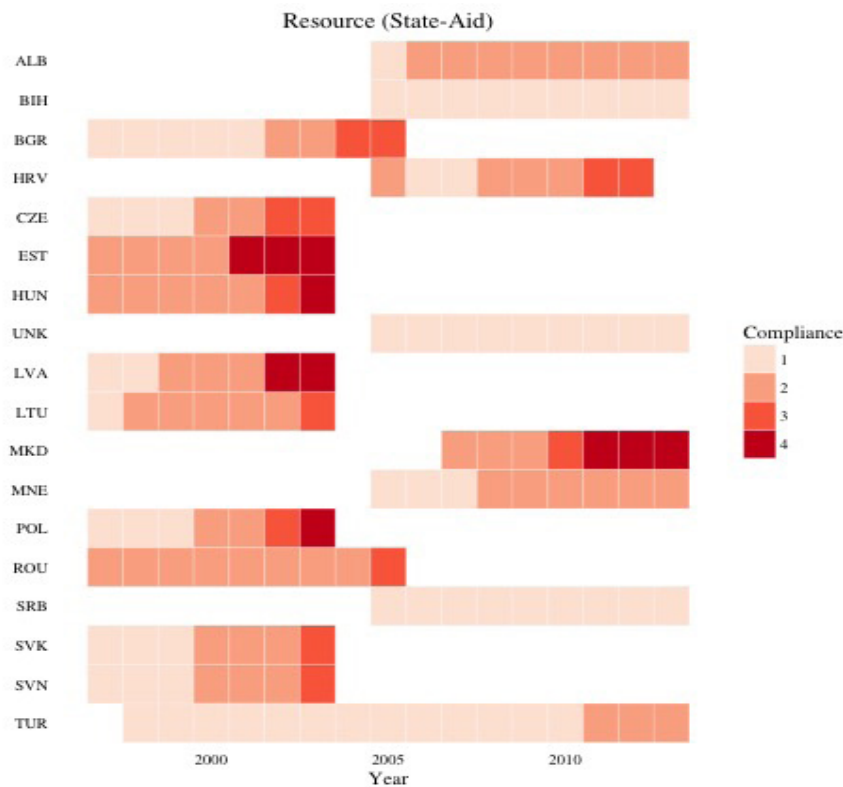 Resource (State-Aid)
ALB
BIH
BGR
HRV
CZE
EST
HUN
UNK
LVA
LTU
MKD
MNE
POL
ROU
SRB
SVK
SVN
TUR
2000 2005 2010
Year
Compliance
1
2
3
4